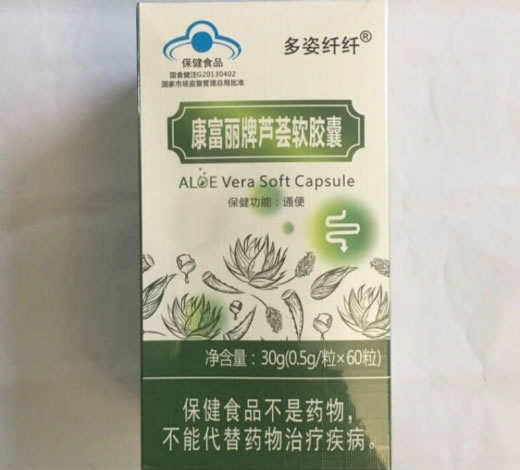 多姿纤纤®
保健食品
国食健注G20130402
国家市场监督管理总局批准
康富丽牌芦荟软胶囊
ALOE Vera Soft Capsule
保健功能：通便
净含量：30g(0.5g/粒×60粒)
保健食品不是药物，
不能代替药物治疗疾病。